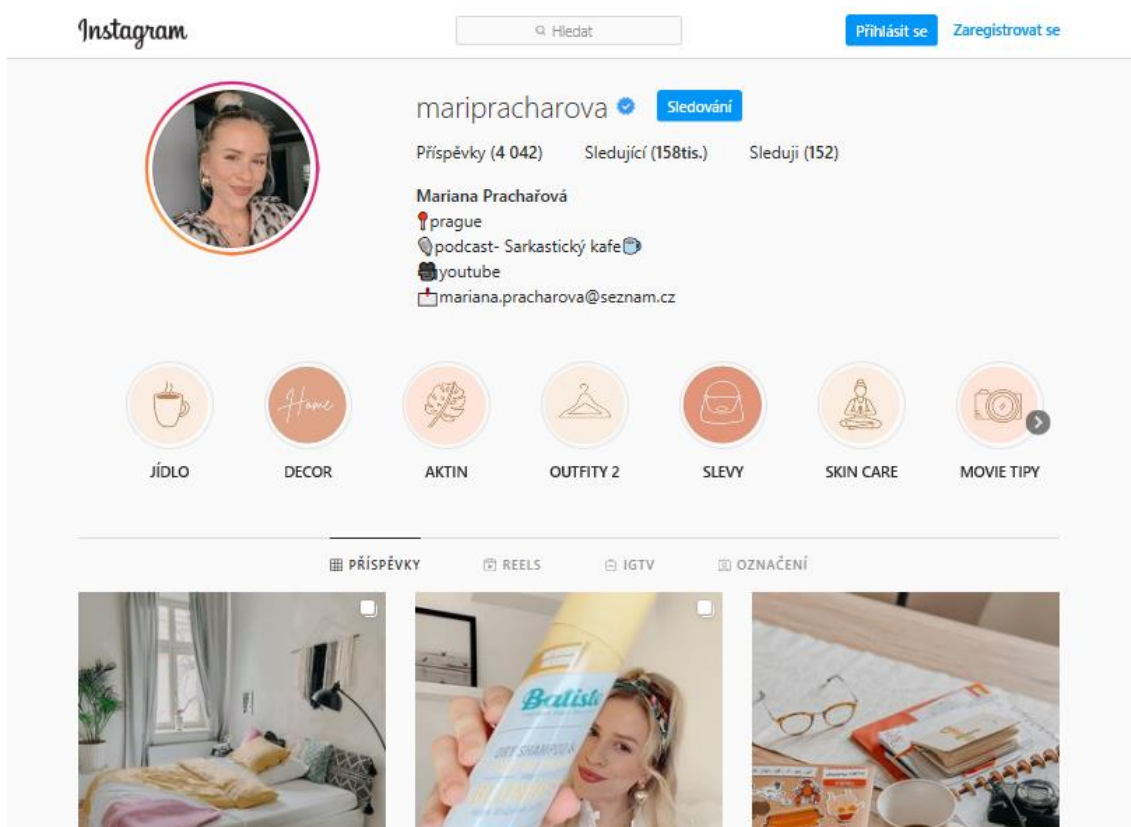 Instagram
Hledat
Přihlásit se
Zaregistrovat se
maripracharova
Sledování
Příspěvky (4 042) Sledující (158tis.) Sleduji (152)
Mariana Prachařová
prague
podcast- Sarkastický kafe
youtube
mariana.pracharova@seznam.cz
Home
JÍDLO DECOR AKTIN OUTFITY 2 SLEVY SKIN CARE MOVIE TIPY
PŘÍSPĚVKY REELS IGTV OZNAČENÍ
Batiste
DRY SHAMPOO &